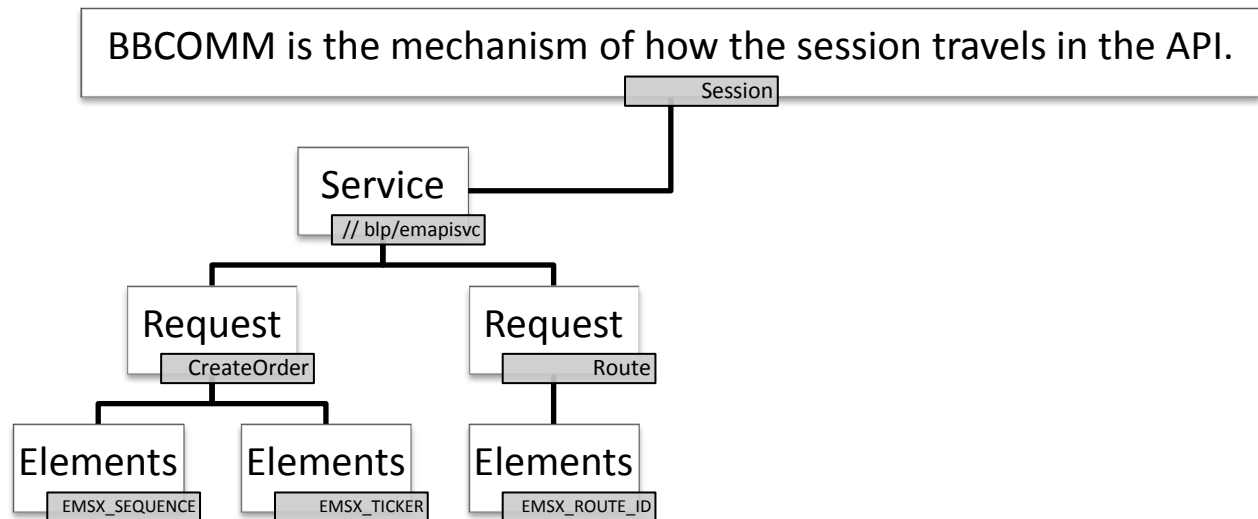 BBCOMM is the mechanism of how the session travels in the API.
Session
Service
// blp/emapisvc
Request
CreateOrder
Request
Route
Elements
EMSX_SEQUENCE
Elements
EMSX_TICKER
Elements
EMSX_ROUTE_ID